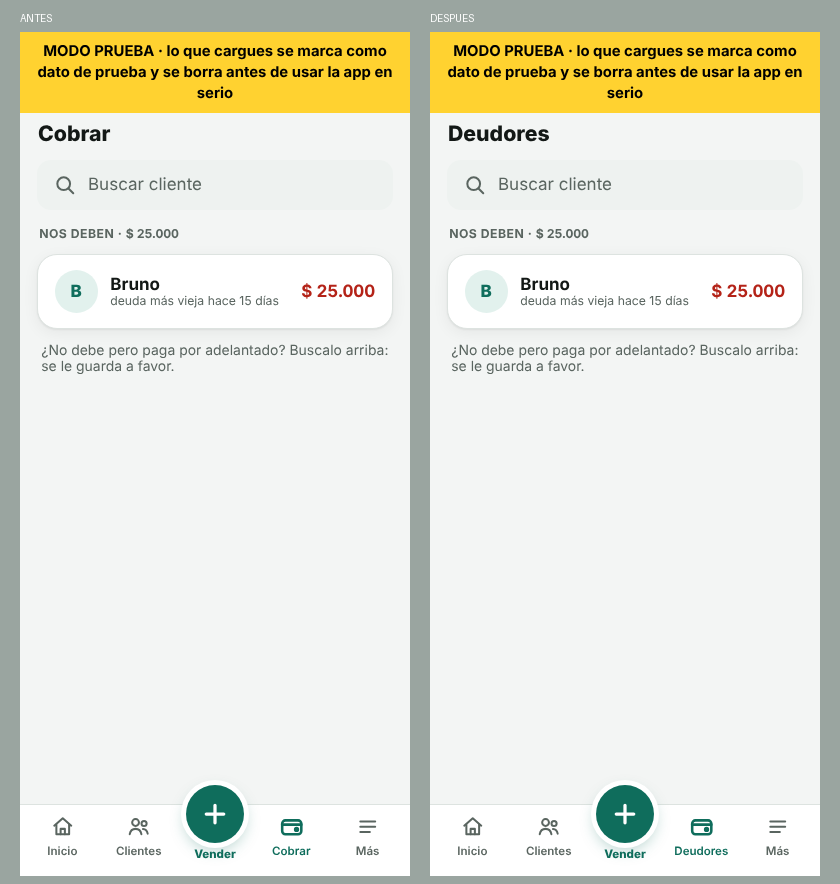 ANTES
MODO PRUEBA · lo que cargues se marca como
dato de prueba y se borra antes de usar la app en
serio
Cobrar
Buscar cliente
NOS DEBEN · $ 25.000
B
Bruno
deuda más vieja hace 15 días
$ 25.000
¿No debe pero paga por adelantado? Buscalo arriba:
se le guarda a favor.
Inicio
Clientes
Vender
Cobrar
Más
DESPUES
MODO PRUEBA · lo que cargues se marca como
dato de prueba y se borra antes de usar la app en
serio
Deudores
Buscar cliente
NOS DEBEN · $ 25.000
B
Bruno
deuda más vieja hace 15 días
$ 25.000
¿No debe pero paga por adelantado? Buscalo arriba:
se le guarda a favor.
Inicio
Clientes
Vender
Deudores
Más